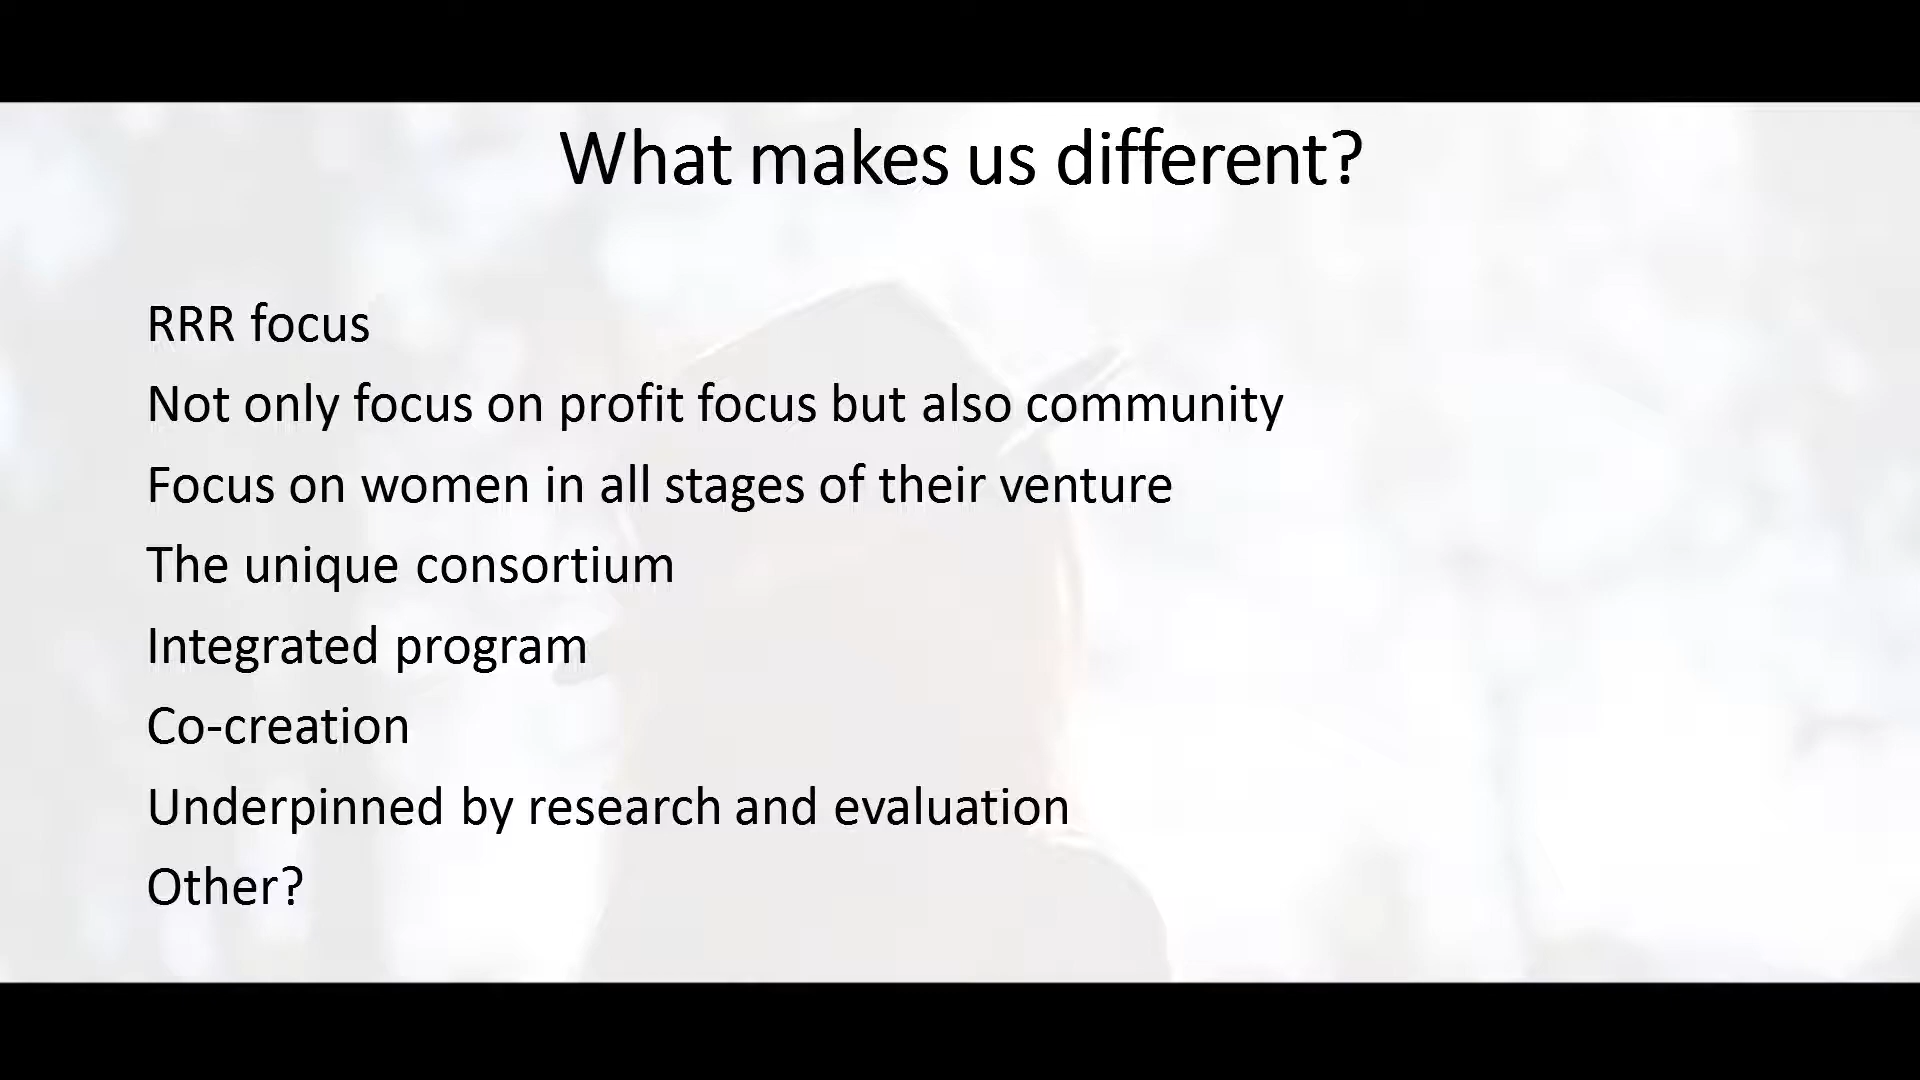 What makes us different?
RRR focus
Not only focus on profit focus but also community
Focus on women in all stages of their venture
The unique consortium
Integrated program
Co-creation
Underpinned by research and evaluation
Other?